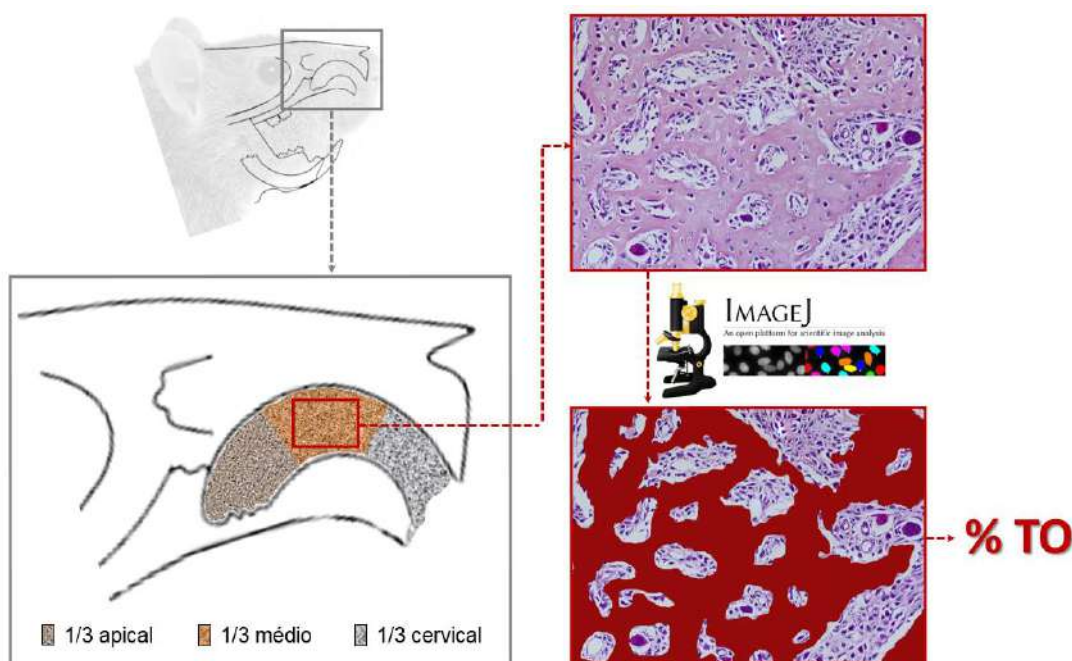 IMAGEJ
An open platform for scientific image analysis
% TO
1/3 apical
1/3 médio
1/3 cervical